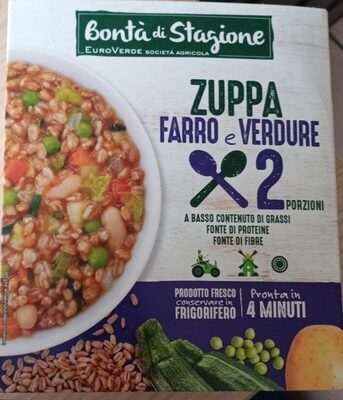 Bontà di Stagione
EUROVERDE SOCIETÀ AGRICOLA
ZUPPA
FARRO e VERDURE
2 PORZIONI
A BASSO CONTENUTO DI GRASSI
FONTE DI PROTEINE
FONTE DI FIBRE
PRODOTTO FRESCO
conservare in
FRIGORIFERO
Pronta in
4 MINUTI